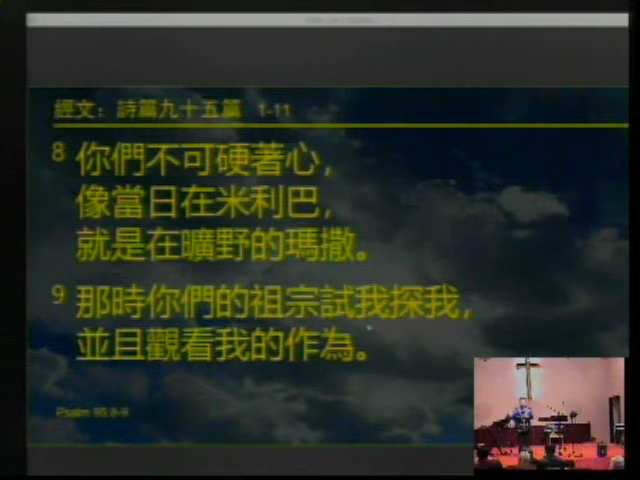 經文：詩篇九十五篇 1-11
8 你們不可硬著心，
像當日在米利巴，
就是在曠野的瑪撒。
9 那時你們的祖宗試我探我，
並且觀看我的作為。
Psalm 95:8-9